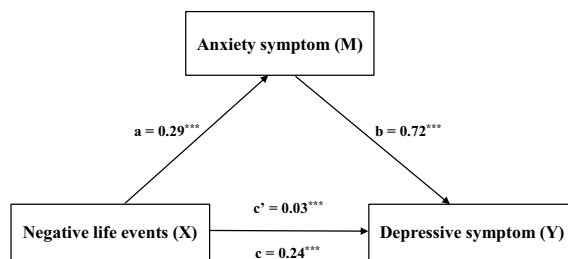 Anxiety symptom (M)
a = 0.29***
b = 0.72***
c’ = 0.03***
Negative life events (X)
Depressive symptom (Y)
c = 0.24***